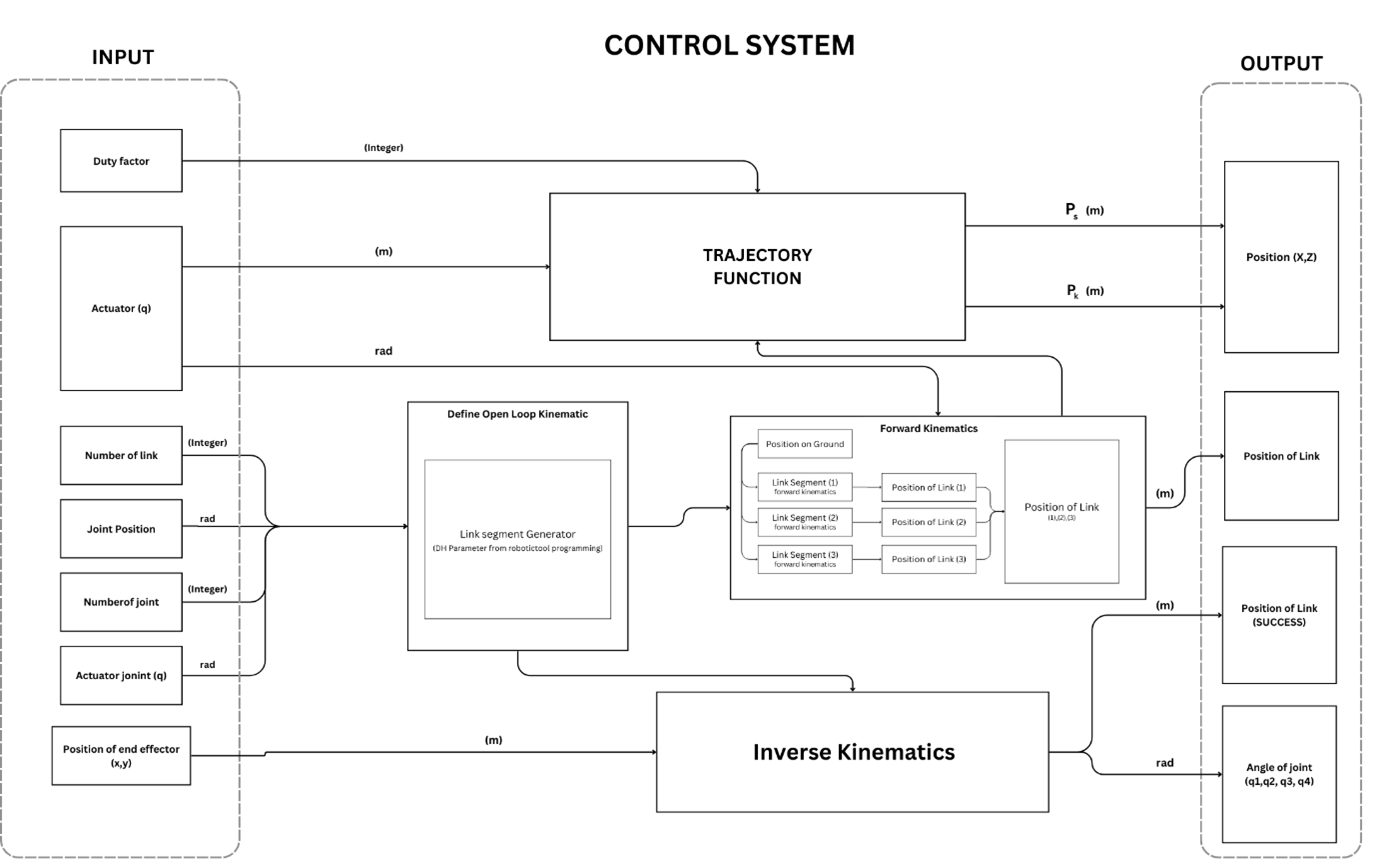 CONTROL SYSTEM
INPUT
OUTPUT
Duty factor
(Integer)
Actuator (q)
(m)
rad
TRAJECTORY
FUNCTION
Ps (m)
Pk (m)
Position (X,Z)
Number of link
(Integer)
Joint Position
rad
Numberof joint
(Integer)
Actuator jonint (q)
rad
Position of end effector
(x,y)
(m)
Define Open Loop Kinematic
Link segment Generator
(DH Parameter from robotictool programming)
Forward Kinematics
Position on Ground
Link Segment (1)
forward kinematics
Position of Link (1)
Link Segment (2)
forward kinematics
Position of Link (2)
Link Segment (3)
forward kinematics
Position of Link (3)
Position of Link
(1),(2),(3)
(m)
Position of Link
Inverse Kinematics
(m)
Position of Link
(SUCCESS)
rad
Angle of joint
(q1,q2, q3, q4)